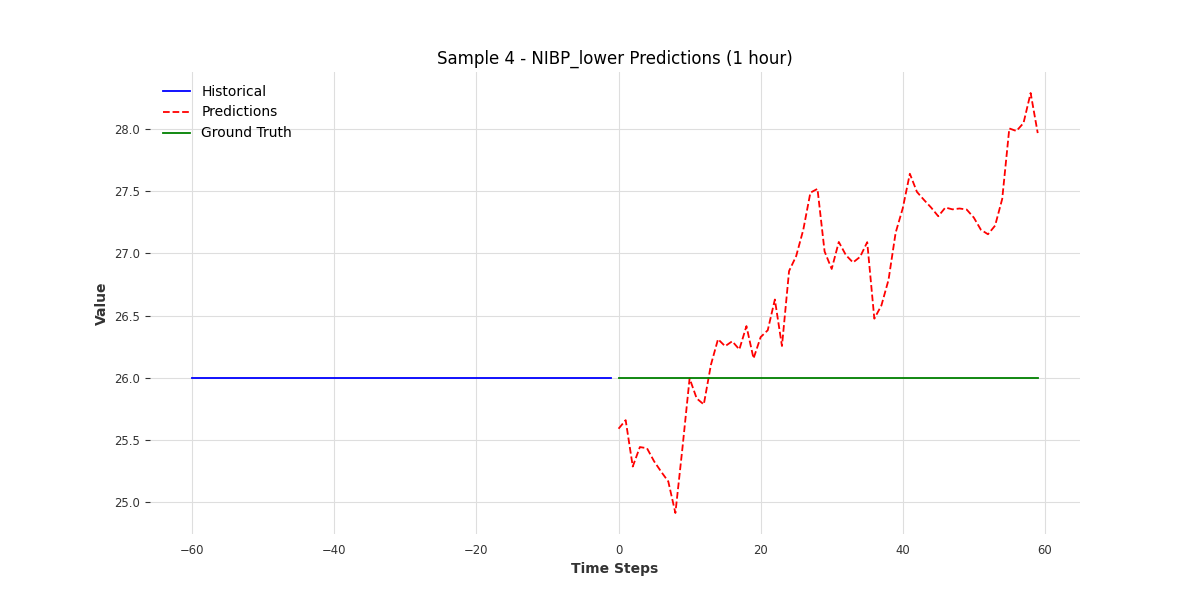 Sample 4 - NIBP_lower Predictions (1 hour)
Historical
Predictions
Ground Truth
28.0
27.5
27.0
26.5
26.0
25.5
25.0
Value
−60
−40
−20
0
20
40
60
Time Steps